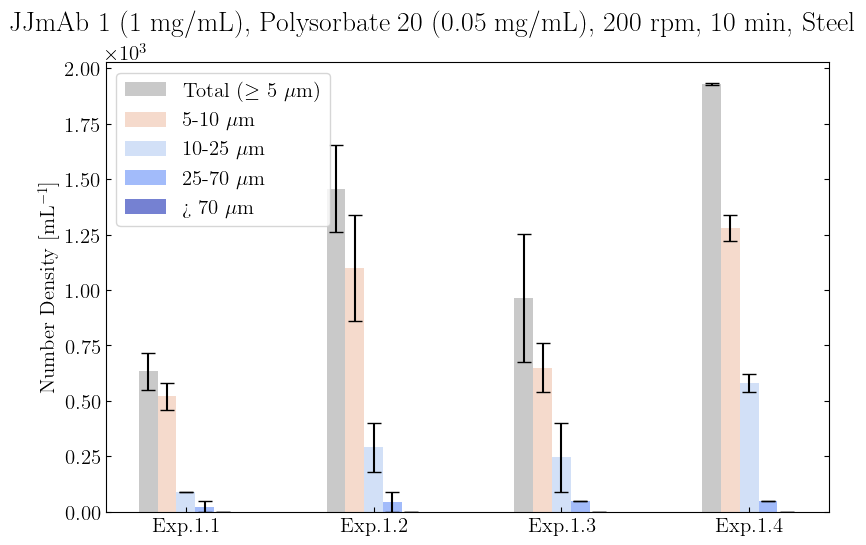 JJmAb 1 (1 mg/mL), Polysorbate 20 (0.05 mg/mL), 200 rpm, 10 min, Steel
×10³
2.00
1.75
1.50
1.25
1.00
0.75
0.50
0.25
0.00
Number Density [mL⁻¹]
Total (≥ 5 μm)
5-10 μm
10-25 μm
25-70 μm
¿ 70 μm
Exp.1.1
Exp.1.2
Exp.1.3
Exp.1.4